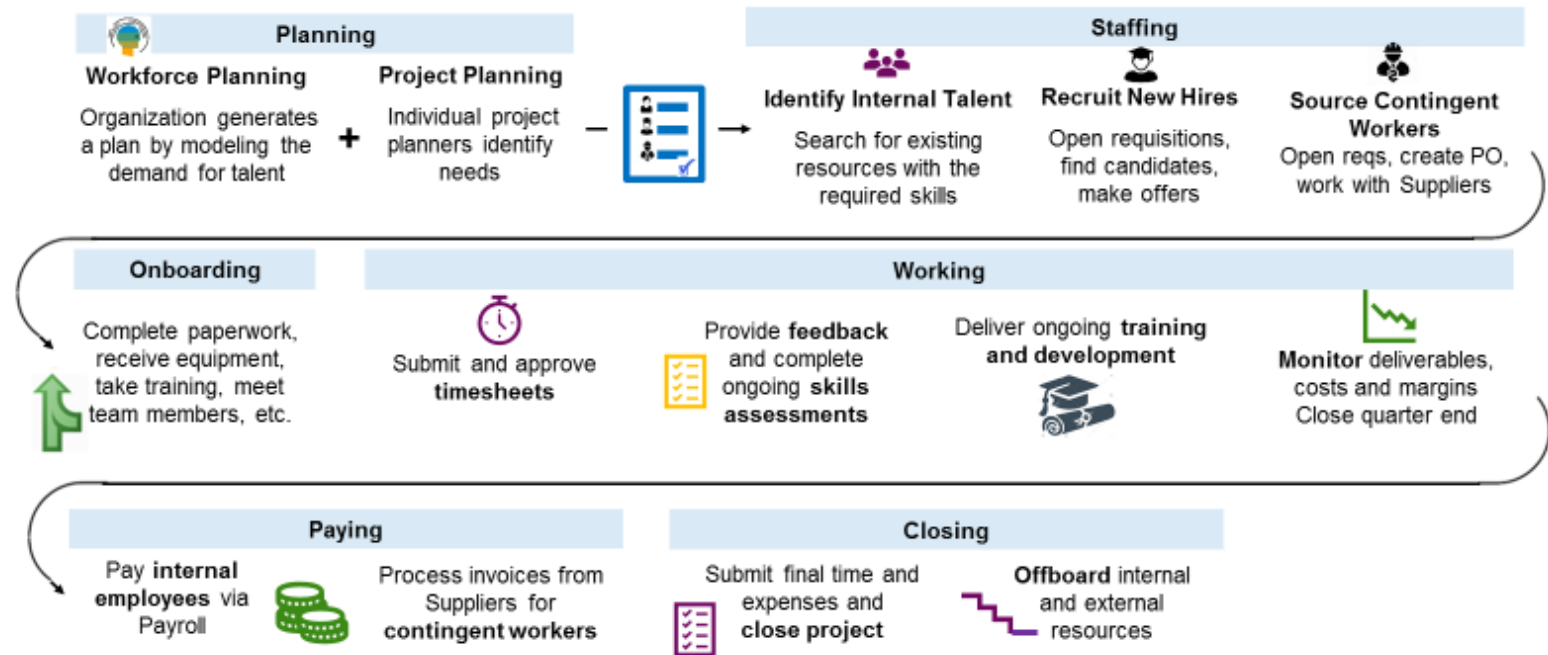 Planning
Workforce Planning
Organization generates
a plan by modeling the
demand for talent
+
Project Planning
Individual project
planners identify
needs
Staffing
Identify Internal Talent
Search for existing
resources with the
required skills
Recruit New Hires
Open requisitions,
find candidates,
make offers
Source Contingent
Workers
Open reqs, create PO,
work with Suppliers
Onboarding
Complete paperwork,
receive equipment,
take training, meet
team members, etc.
Working
Submit and approve
timesheets
Provide feedback
and complete
ongoing skills
assessments
Deliver ongoing training
and development
Monitor deliverables,
costs and margins
Close quarter end
Paying
Pay internal
employees via
Payroll
Process invoices from
Suppliers for
contingent workers
Closing
Submit final time and
expenses and
close project
Offboard internal
and external
resources